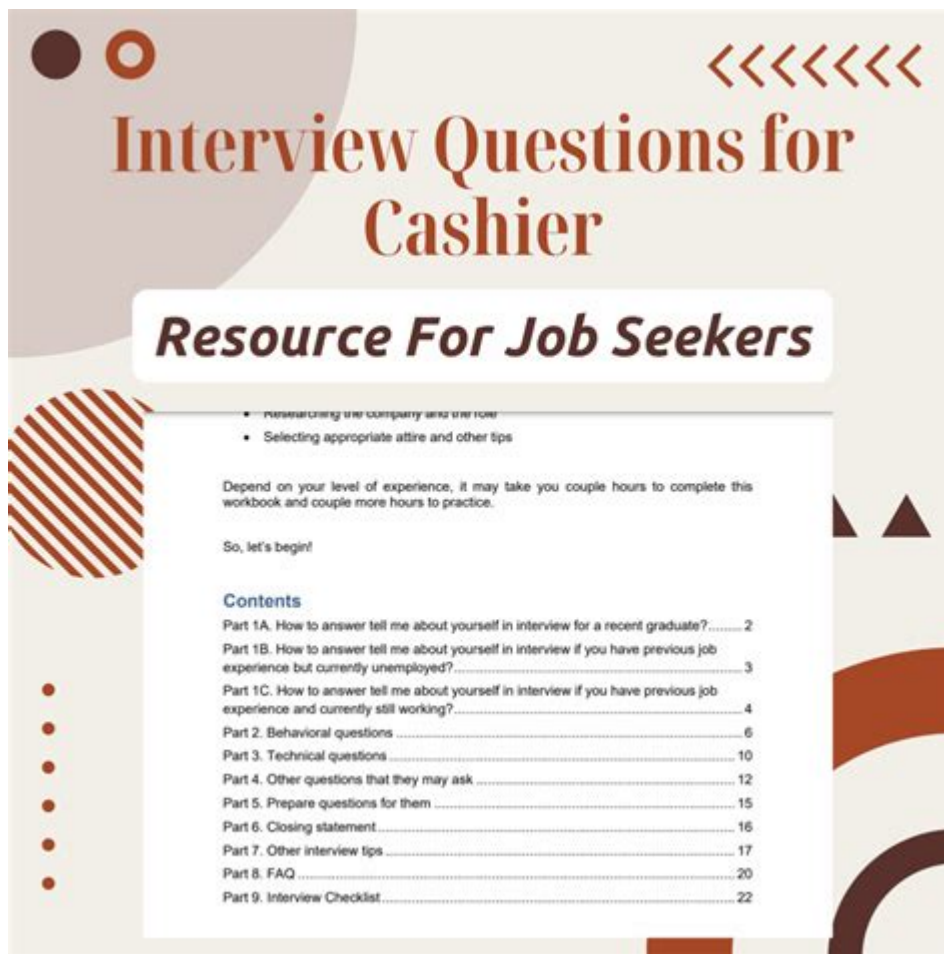 Interview Questions for
Cashier
Resource For Job Seekers
• Researching the company and the role
• Selecting appropriate attire and other tips
Depend on your level of experience, it may take you couple hours to complete this
workbook and couple more hours to practice.
So, let's begin!
Contents
Part 1A. How to answer tell me about yourself in interview for a recent graduate?......... 2
Part 1B. How to answer tell me about yourself in interview if you have previous job
experience but currently unemployed?......... 3
Part 1C. How to answer tell me about yourself in interview if you have previous job
experience and currently still working?......... 4
Part 2. Behavioral questions ......... 6
Part 3. Technical questions ......... 10
Part 4. Other questions that they may ask ......... 12
Part 5. Prepare questions for them ......... 15
Part 6. Closing statement ......... 16
Part 7. Other interview tips ......... 17
Part 8. FAQ ......... 20
Part 9. Interview Checklist ......... 22